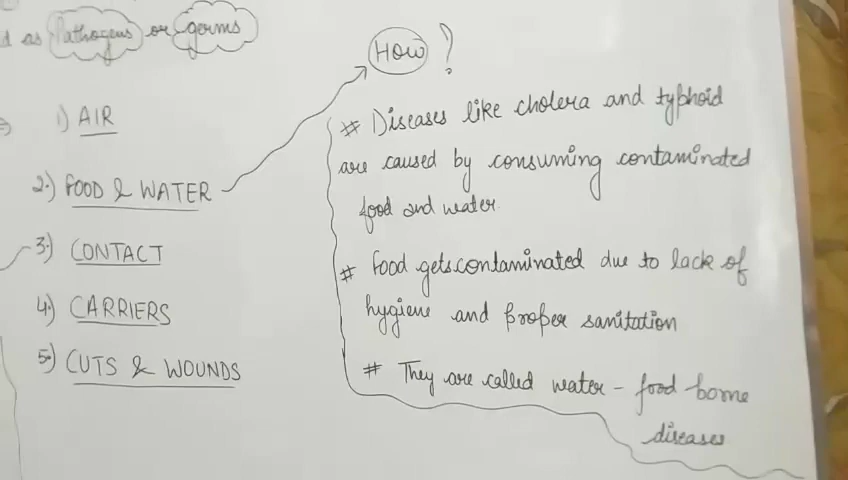 d as Pathogens or germs
1) AIR
2.) FOOD & WATER
3.) CONTACT
4.) CARRIERS
5.) CUTS & WOUNDS
HOW ?
# Diseases like cholera and typhoid
are caused by consuming contaminated
food and water.
# Food gets contaminated due to lack of
hygiene and proper sanitation
# They are called water - food borne
diseases